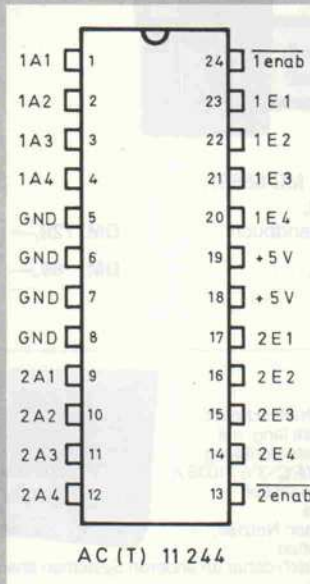 1A1 1 24 1enab
1A2 2 23 1E1
1A3 3 22 1E2
1A4 4 21 1E3
GND 5 20 1E4
GND 6 19 +5V
GND 7 18 +5V
GND 8 17 2E1
2A1 9 16 2E2
2A2 10 15 2E3
2A3 11 14 2E4
2A4 12 13 2enab
AC(T) 11244